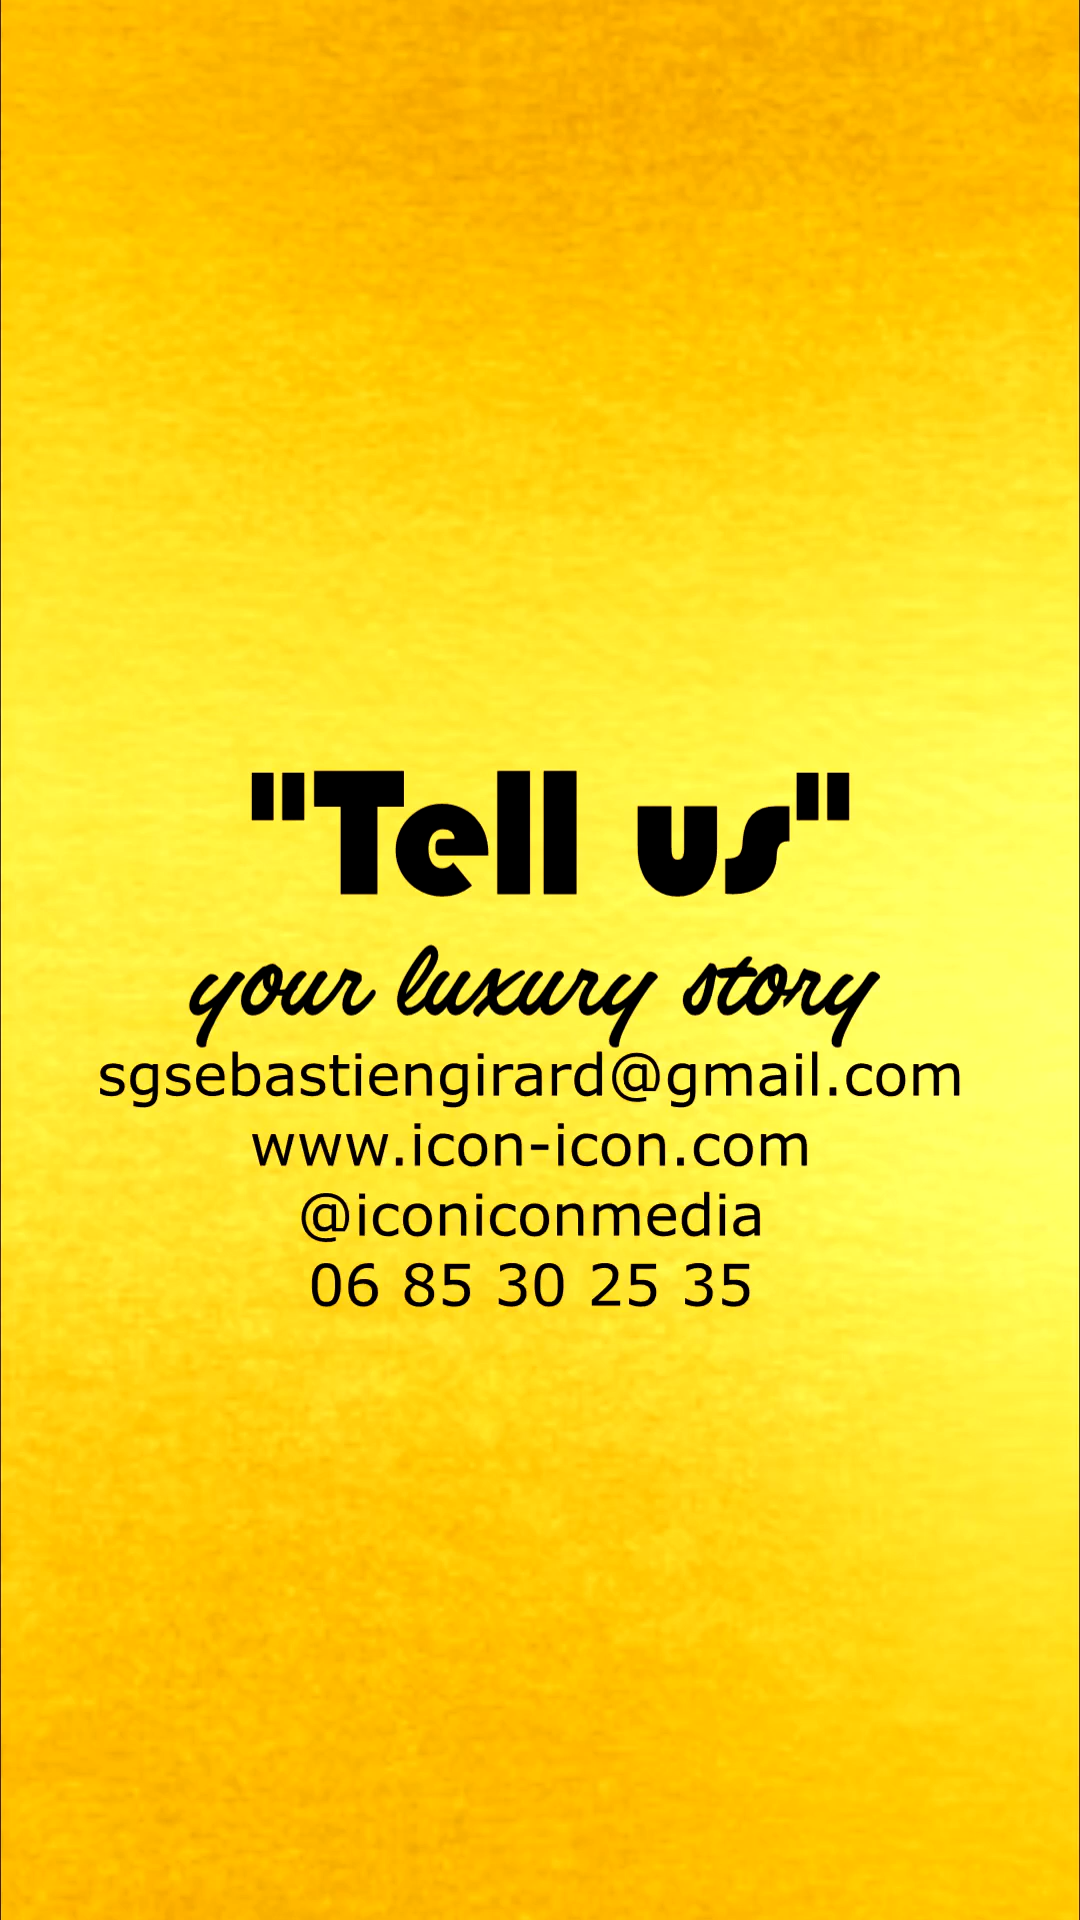 "Tell us"
your luxury story
sgsebastiengirard@gmail.com
www.icon-icon.com
@iconiconmedia
06 85 30 25 35